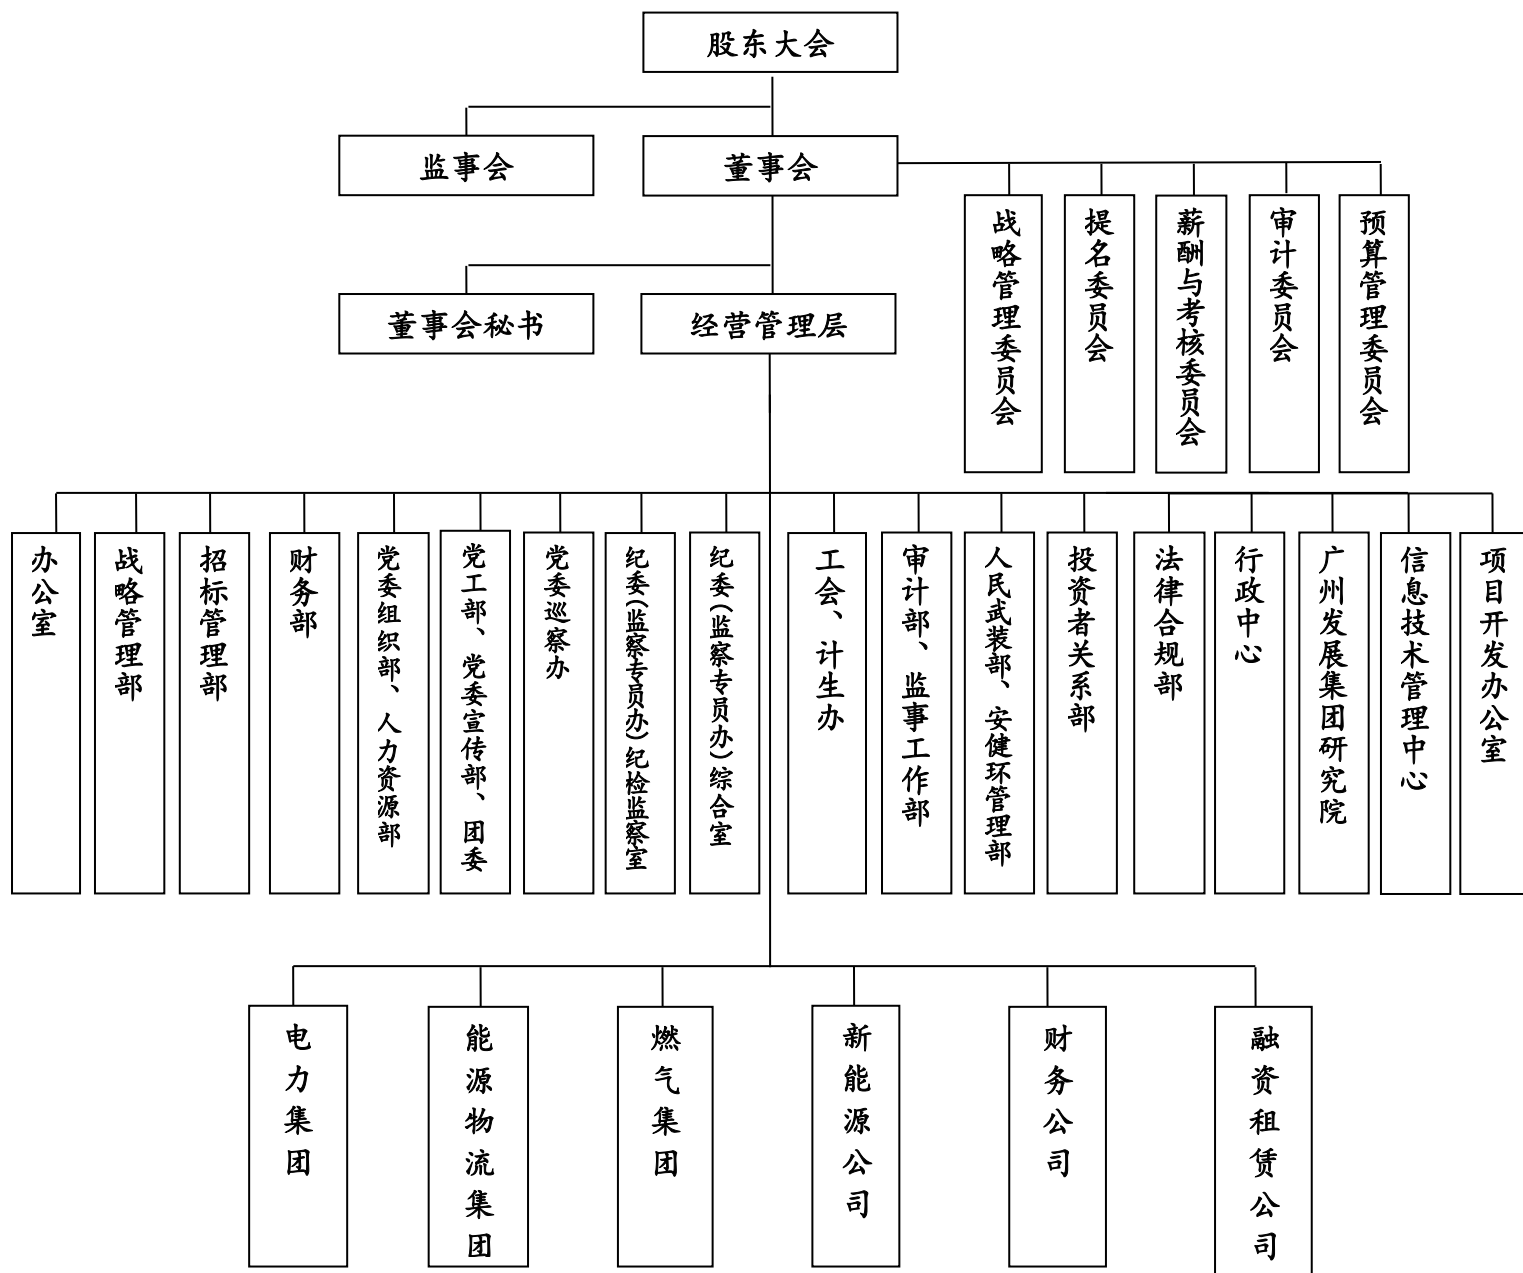 股东大会
监事会
董事会
战略管理委员会
提名委员会
薪酬与考核委员会
审计委员会
预算管理委员会
董事会秘书
经营管理层
办公室
战略管理部
招标管理部
财务部
党委组织部、人力资源部
党工部、党委宣传部、团委
党委巡察办
纪委(监察专员办)纪检监察室
纪委(监察专员办)综合室
工会、计生办
审计部、监事工作部
人民武装部、安健环管理部
投资者关系部
法律合规部
行政中心
广州发展集团研究院
信息技术管理中心
项目开发办公室
电力集团
能源物流集团
燃气集团
新能源公司
财务公司
融资租赁公司